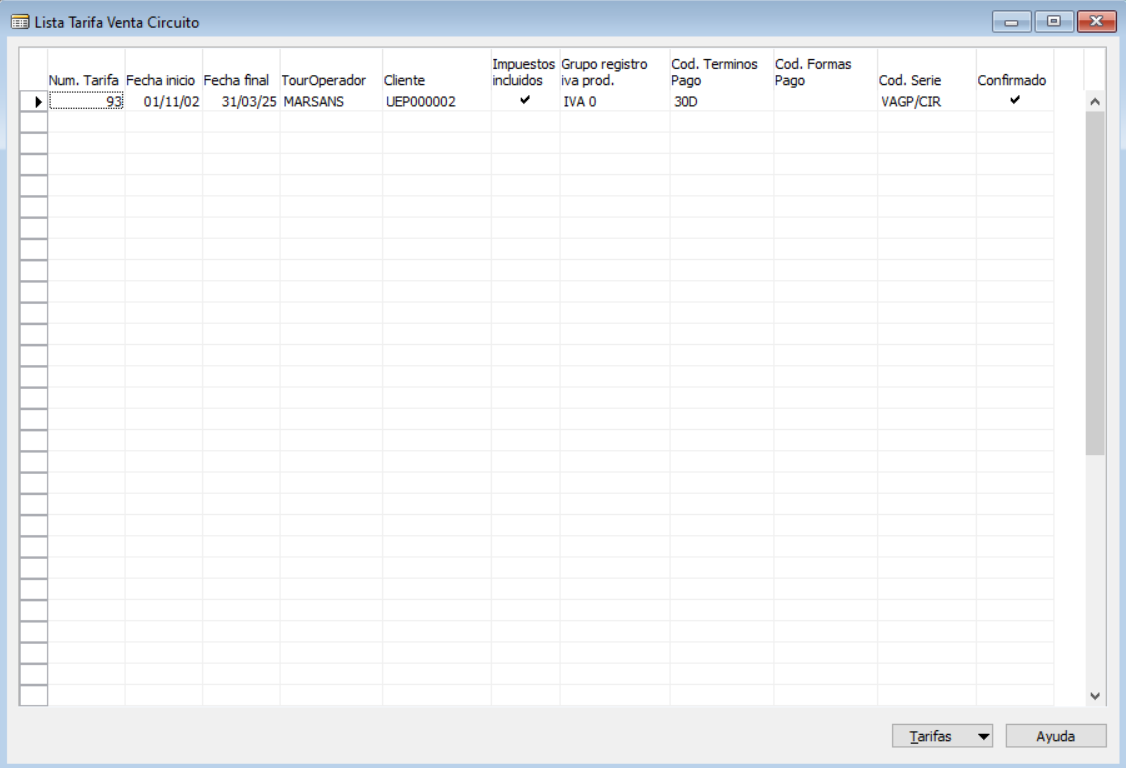 Lista Tarifa Venta Circuito
Num. Tarifa Fecha inicio Fecha final TourOperador Cliente Impuestos incluidos Grupo registro iva prod. Cod. Terminos Pago Cod. Formas Pago Cod. Serie Confirmado
93 01/11/02 31/03/25 MARSANS UEP000002 ✔ IVA 0 30D VAGP/CIR ✔
Tarifas Ayuda